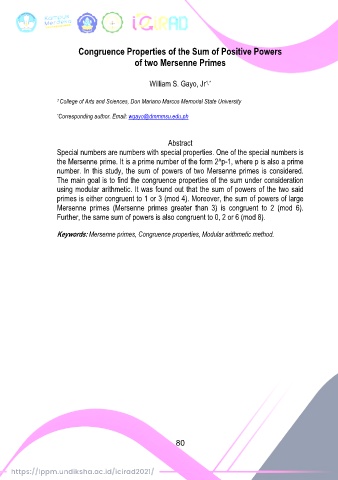 Kampus
Merdeka
iCIRAD
Congruence Properties of the Sum of Positive Powers
of two Mersenne Primes
William S. Gayo, Jr¹,*
¹ College of Arts and Sciences, Don Mariano Marcos Memorial State University
*Corresponding author. Email: wgayo@dmmmsu.edu.ph
Abstract
Special numbers are numbers with special properties. One of the special numbers is
the Mersenne prime. It is a prime number of the form 2^p-1, where p is also a prime
number. In this study, the sum of powers of two Mersenne primes is considered.
The main goal is to find the congruence properties of the sum under consideration
using modular arithmetic. It was found out that the sum of powers of the two said
primes is either congruent to 1 or 3 (mod 4). Moreover, the sum of powers of large
Mersenne primes (Mersenne primes greater than 3) is congruent to 2 (mod 6).
Further, the same sum of powers is also congruent to 0, 2 or 6 (mod 8).
Keywords: Mersenne primes, Congruence properties, Modular arithmetic method.
80
https://lppm.undiksha.ac.id/icirad2021/